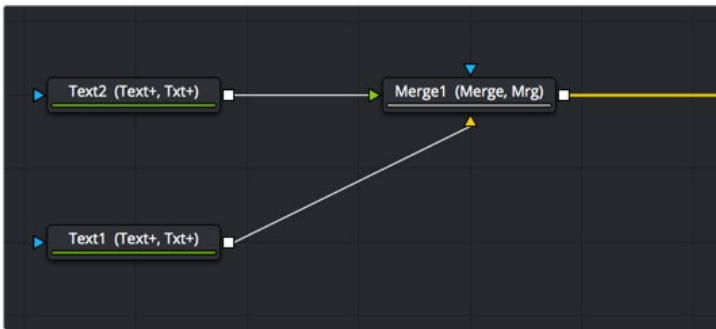 Text2 (Text+, Txt+)
Merge1 (Merge, Mrg)
Text1 (Text+, Txt+)